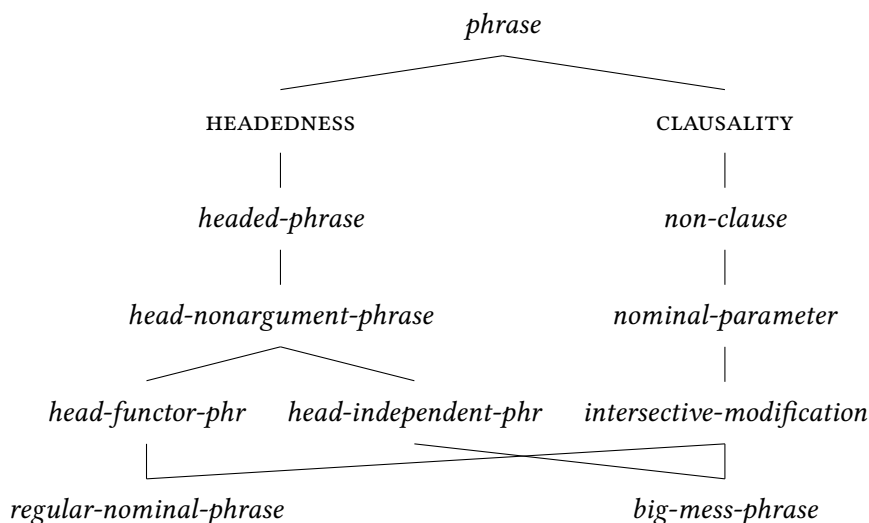 phrase
HEADEDNESS CLAUSALITY
headed-phrase non-clause
head-nonargument-phrase nominal-parameter
head-functor-phr head-independent-phr intersective-modification
regular-nominal-phrase big-mess-phrase